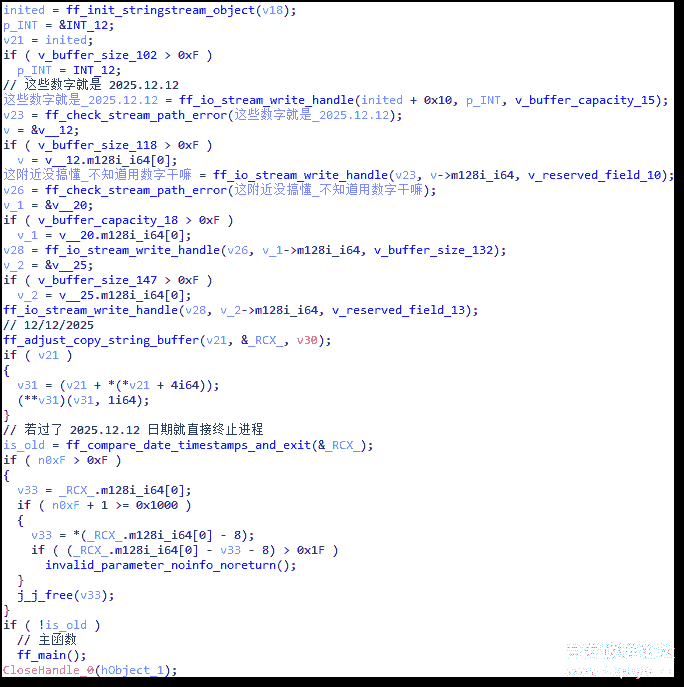 inited = ff_init_stringstream_object(v18);
p_INT = &INT_12;
v21 = inited;
if ( v_buffer_size_102 > 0xF )
p_INT = INT_12;
// 这些数字就是 2025.12.12
这些数字就是_2025.12.12 = ff_io_stream_write_handle(inited + 0x10, p_INT, v_buffer_capacity_15);
v23 = ff_check_stream_path_error(这些数字就是_2025.12.12);
v = &v__12;
if ( v_buffer_size_118 > 0xF )
v = v__12.m128i_i64[0];
这附近没搞懂_不知道用数字干嘛 = ff_io_stream_write_handle(v23, v->m128i_i64, v_reserved_field_10);
v26 = ff_check_stream_path_error(这附近没搞懂_不知道用数字干嘛);
v_1 = &v__20;
if ( v_buffer_capacity_18 > 0xF )
v_1 = v__20.m128i_i64[0];
v28 = ff_io_stream_write_handle(v26, v_1->m128i_i64, v_buffer_size_132);
v_2 = &v__25;
if ( v_buffer_size_147 > 0xF )
v_2 = v__25.m128i_i64[0];
ff_io_stream_write_handle(v28, v_2->m128i_i64, v_reserved_field_13);
// 12/12/2025
ff_adjust_copy_string_buffer(v21, &_RCX_, v30);
if ( v21 )
{
v31 = (v21 + *(*v21 + 4i64));
(**v31)(v31, 1i64);
}
// 若过了 2025.12.12 日期就直接终止进程
is_old = ff_compare_date_timestamps_and_exit(&_RCX_);
if ( n0xF > 0xF )
{
v33 = _RCX_.m128i_i64[0];
if ( n0xF + 1 >= 0x1000 )
{
v33 = *(_RCX_.m128i_i64[0] - 8);
if ( (_RCX_.m128i_i64[0] - v33 - 8) > 0x1F )
invalid_parameter_noinfo_noreturn();
}
j_j_free(v33);
}
if ( !is_old )
// 主函数
ff_main();
CloseHandle_0(hObject_1);